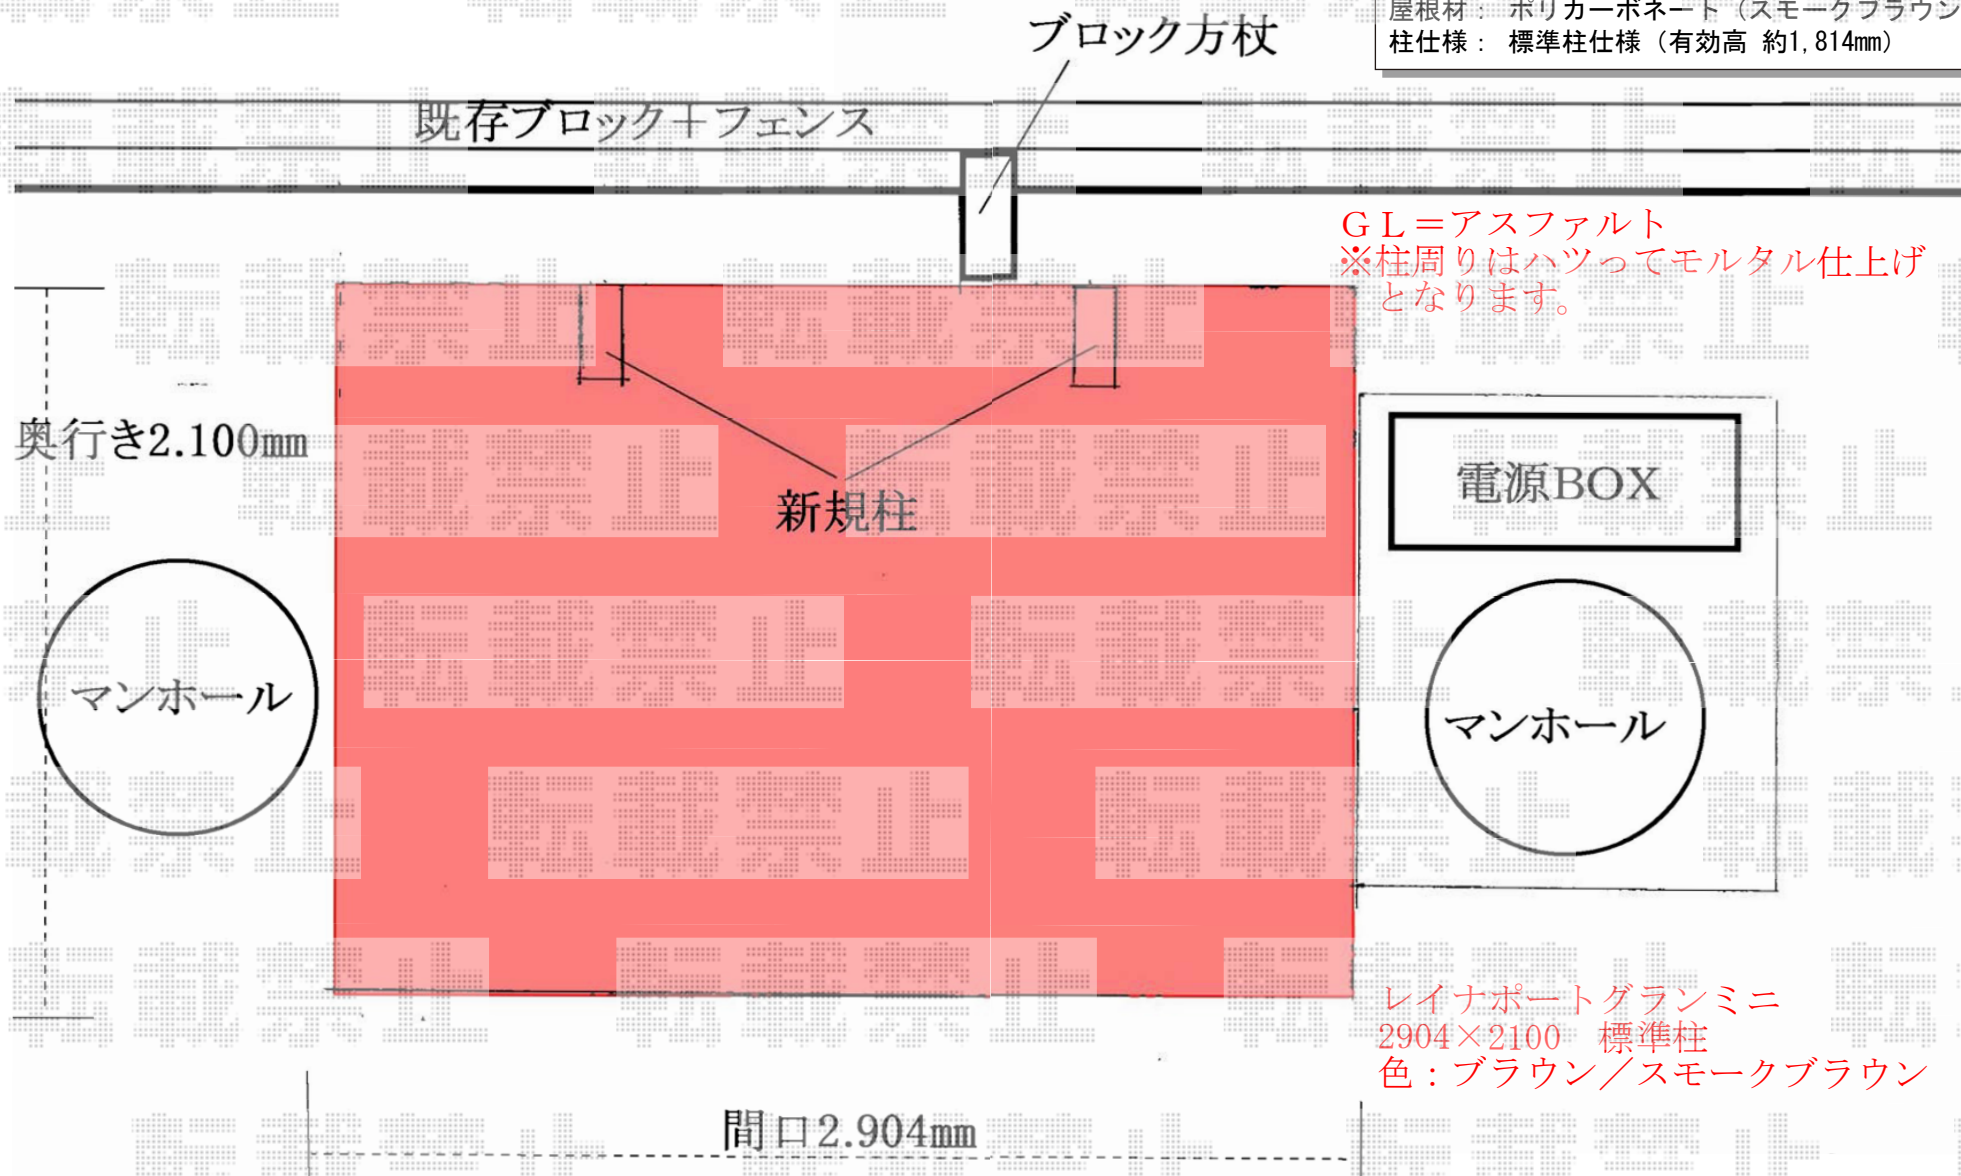 屋根材： ポリカーボネート（スモークブラウン
柱仕様： 標準柱仕様（有効高 約1,814mm）
ブロック方杖
既存ブロック＋フェンス
ＧＬ＝アスファルト
※柱周りはハツってモルタル仕上げ
となります。
奥行き2.100mm
新規柱
電源BOX
マンホール
マンホール
レイナポートグランミニ
2904×2100 標準柱
色：ブラウン／スモークブラウン
間口2.904mm
転載禁止